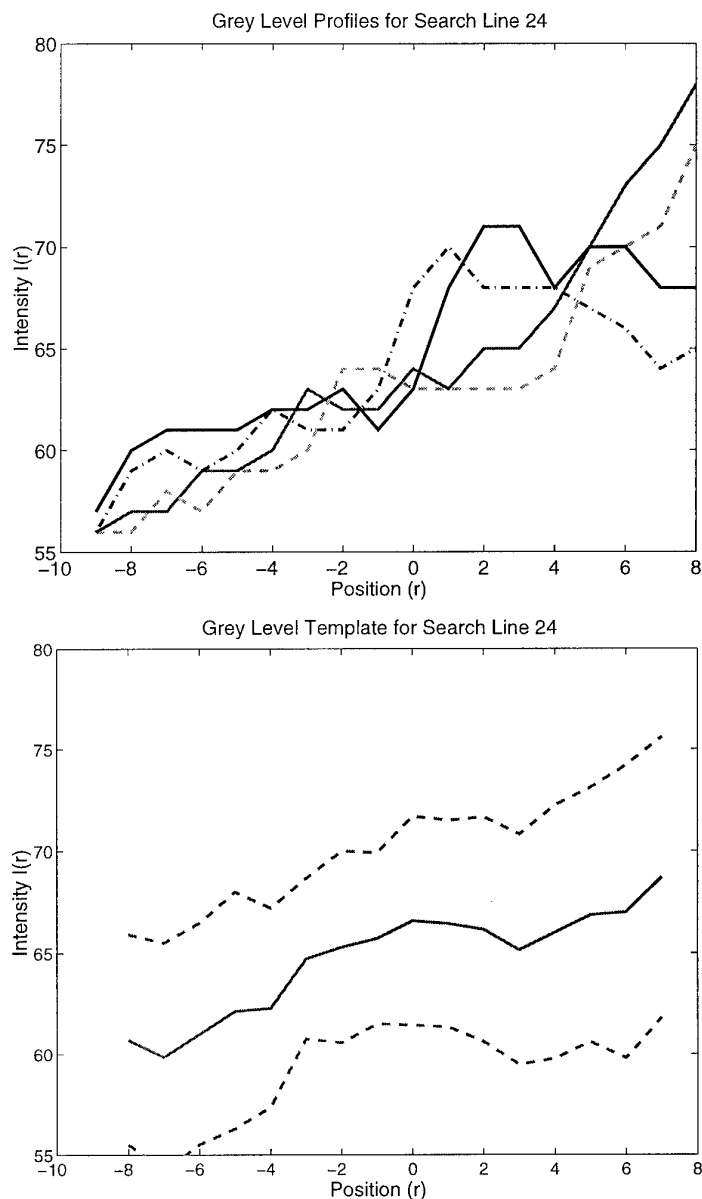 Grey Level Profiles for Search Line 24
80
75
70
65
60
55
Intensity I(r)
−10 −8 −6 −4 −2 0 2 4 6 8
Position (r)
Grey Level Template for Search Line 24
80
75
70
65
60
55
Intensity I(r)
−10 −8 −6 −4 −2 0 2 4 6 8
Position (r)